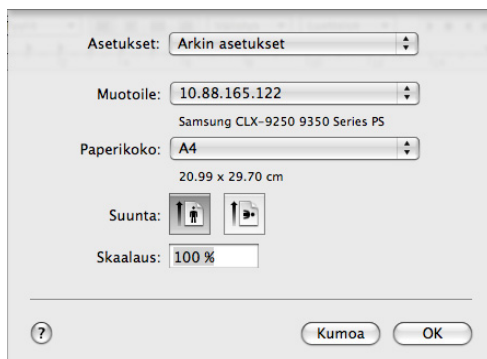 Asetukset: Arkin asetukset
Muotoile: 10.88.165.122
Samsung CLX-9250 9350 Series PS
Paperikoko: A4
20.99 x 29.70 cm
Suunta:
Skaalaus: 100 %
? Kumoa OK